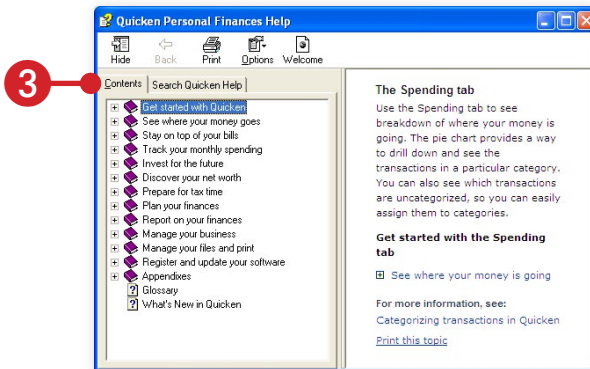 Quicken Personal Finances Help
Hide Back Print Options Welcome
3
Contents Search Quicken Help
Get started with Quicken
See where your money goes
Stay on top of your bills
Track your monthly spending
Invest for the future
Discover your net worth
Prepare for tax time
Plan your finances
Report on your finances
Manage your business
Manage your files and print
Register and update your software
Appendixes
Glossary
What's New in Quicken
The Spending tab
Use the Spending tab to see
breakdown of where your money is
going. The pie chart provides a way
to drill down and see the
transactions in a particular category.
You can also see which transactions
are uncategorized, so you can easily
assign them to categories.
Get started with the Spending
tab
See where your money is going
For more information, see:
Categorizing transactions in Quicken
Print this topic